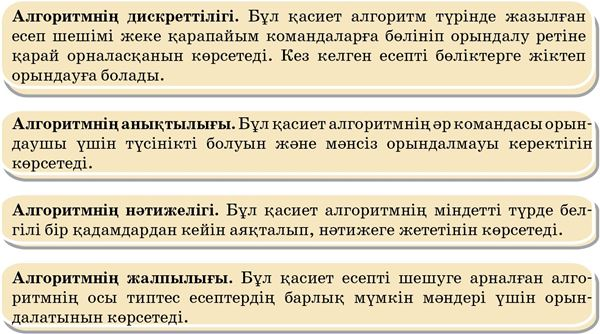 Алгоритмнің дискреттілігі. Бұл қасиет алгоритм түрінде жазылған
есеп шешімі жеке қарапайым командаларға бөлініп орындалу ретіне
қарай орналасқанын көрсетеді. Кез келген есепті бөліктерге жіктеп
орындауға болады.
Алгоритмнің анықтылығы. Бұл қасиет алгоритмнің әр командасы орын-
даушы үшін түсінікті болуын және мәнсіз орындалмауы керектігін
көрсетеді.
Алгоритмнің нәтижелігі. Бұл қасиет алгоритмнің міндетті түрде бел-
гілі бір қадамдардан кейін аяқталып, нәтижеге жететінін көрсетеді.
Алгоритмнің жалпылығы. Бұл қасиет есепті шешуге арналған алго-
ритмнің осы типтес есептердің барлық мүмкін мәндері үшін орын-
далатынын көрсетеді.